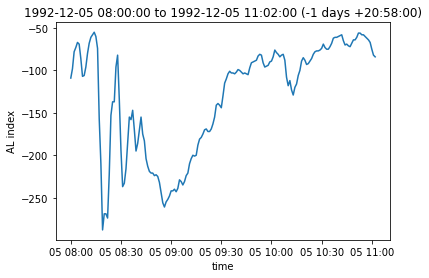 1992-12-05 08:00:00 to 1992-12-05 11:02:00 (-1 days +20:58:00)
AL index
−50
−100
−150
−200
−250
05 08:00 05 08:30 05 09:00 05 09:30 05 10:00 05 10:30 05 11:00
time